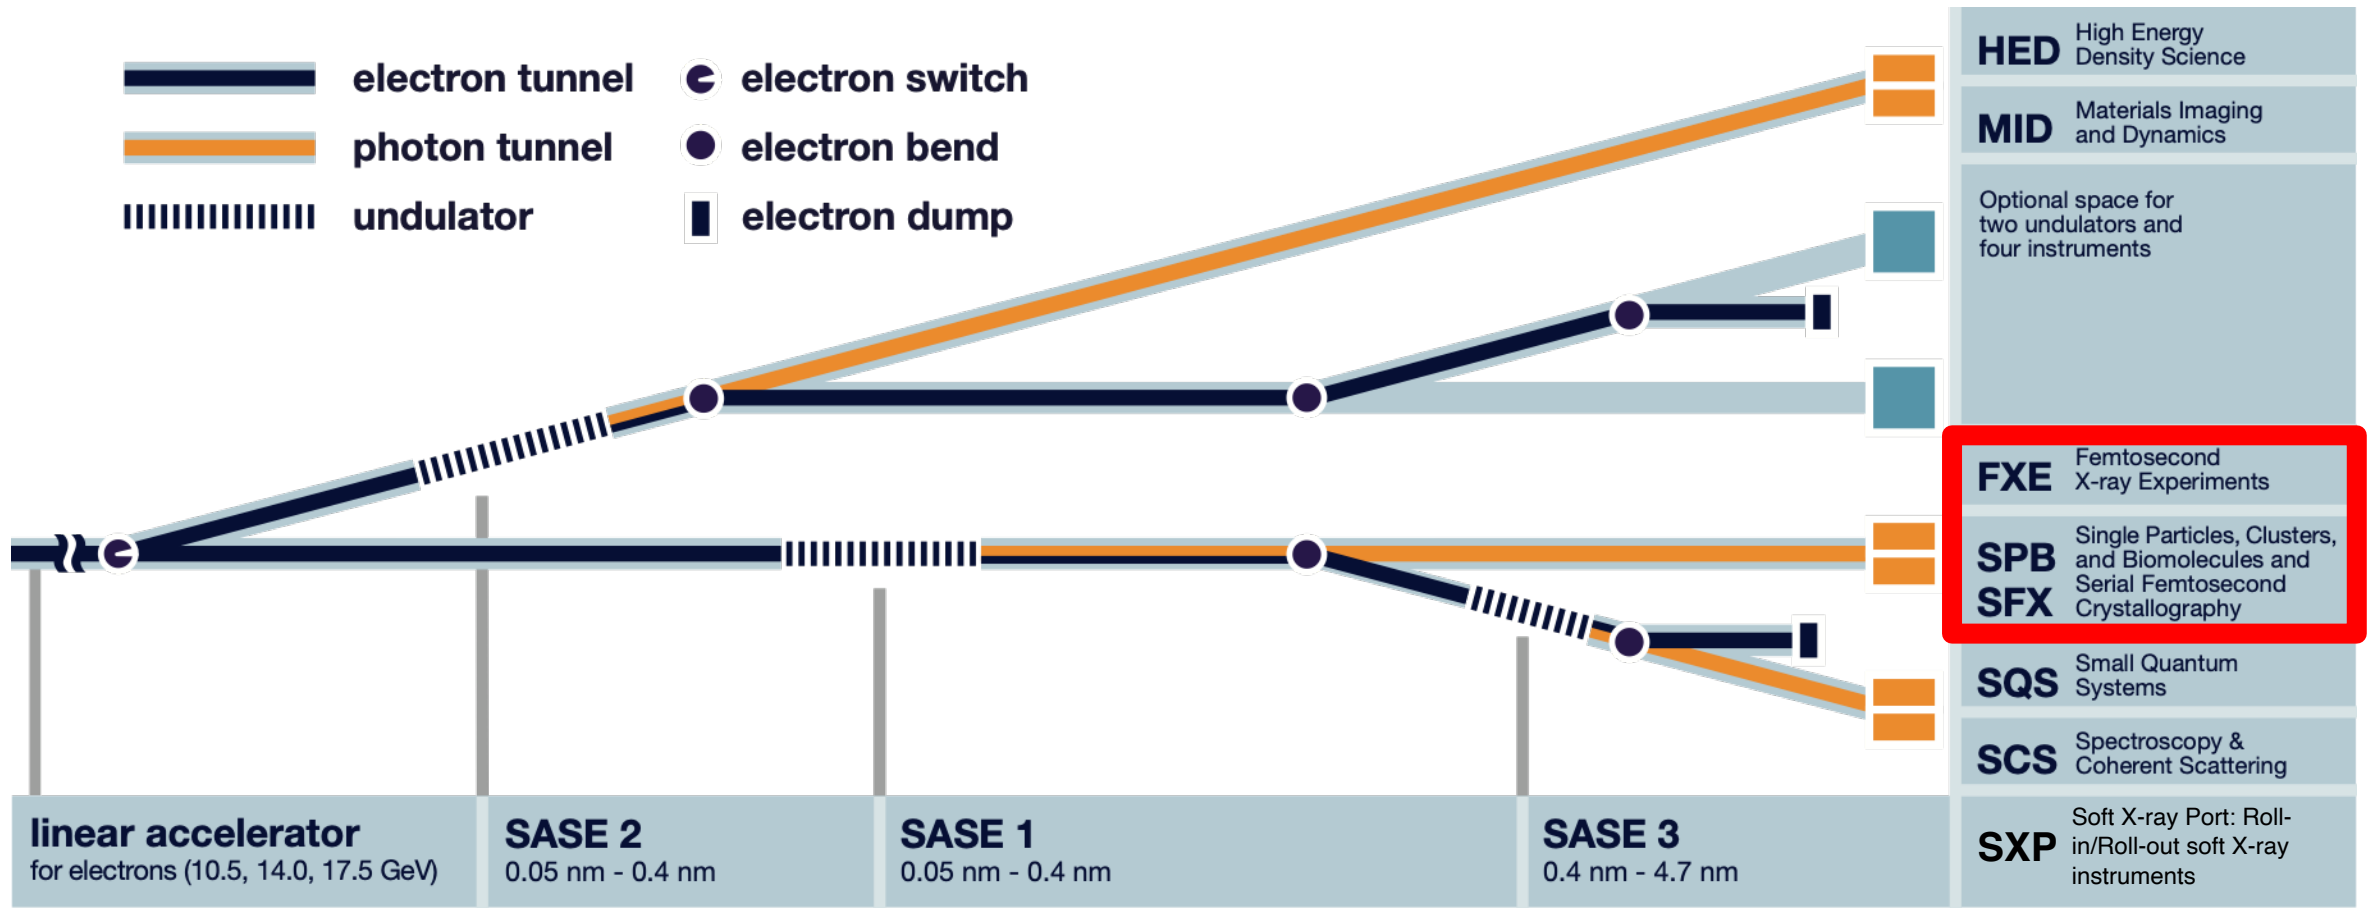 electron tunnel
electron switch
photon tunnel
electron bend
undulator
electron dump
HED
High Energy
Density Science
MID
Materials Imaging
and Dynamics
Optional space for
two undulators and
four instruments
FXE
Femtosecond
X-ray Experiments
SPB
SFX
Single Particles, Clusters,
and Biomolecules and
Serial Femtosecond
Crystallography
SQS
Small Quantum
Systems
SCS
Spectroscopy &
Coherent Scattering
SXP
Soft X-ray Port: Roll-
in/Roll-out soft X-ray
instruments
linear accelerator
for electrons (10.5, 14.0, 17.5 GeV)
SASE 2
0.05 nm - 0.4 nm
SASE 1
0.05 nm - 0.4 nm
SASE 3
0.4 nm - 4.7 nm